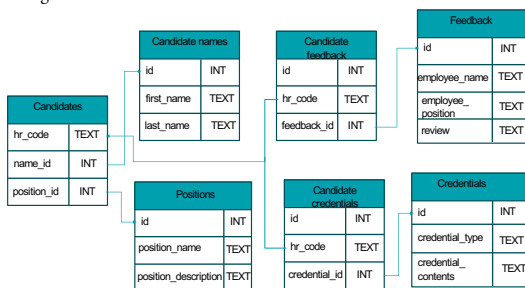 Candidates
hr_code TEXT
name_id INT
position_id INT
Candidate names
id INT
first_name TEXT
last_name TEXT
Positions
id INT
position_name TEXT
position_description TEXT
Candidate
feedback
id INT
hr_code TEXT
feedback_id INT
Candidate
credentials
id INT
hr_code TEXT
credential_id INT
Feedback
id INT
employee_name TEXT
employee_
position TEXT
review TEXT
Credentials
id INT
credential_type TEXT
credential_
contents TEXT